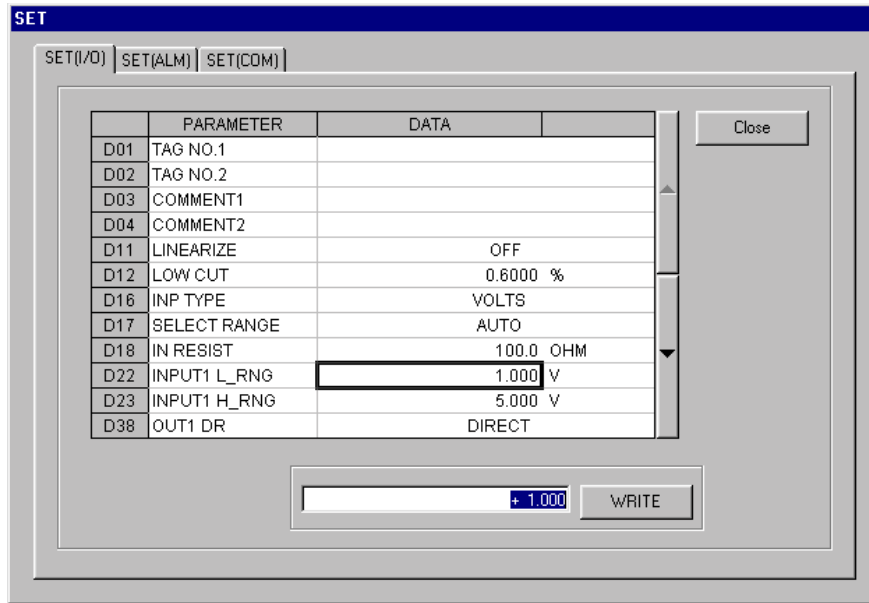 SET
SET(I/O) SET(ALM) SET(COM)
PARAMETER DATA
Close
D01 TAG NO.1
D02 TAG NO.2
D03 COMMENT1
D04 COMMENT2
D11 LINEARIZE OFF
D12 LOW CUT 0.6000 %
D16 INP TYPE VOLTS
D17 SELECT RANGE AUTO
D18 IN RESIST 100.0 OHM
D22 INPUT1 L_RNG 1.000 V
D23 INPUT1 H_RNG 5.000 V
D38 OUT1 DR DIRECT
+ 1.000 WRITE